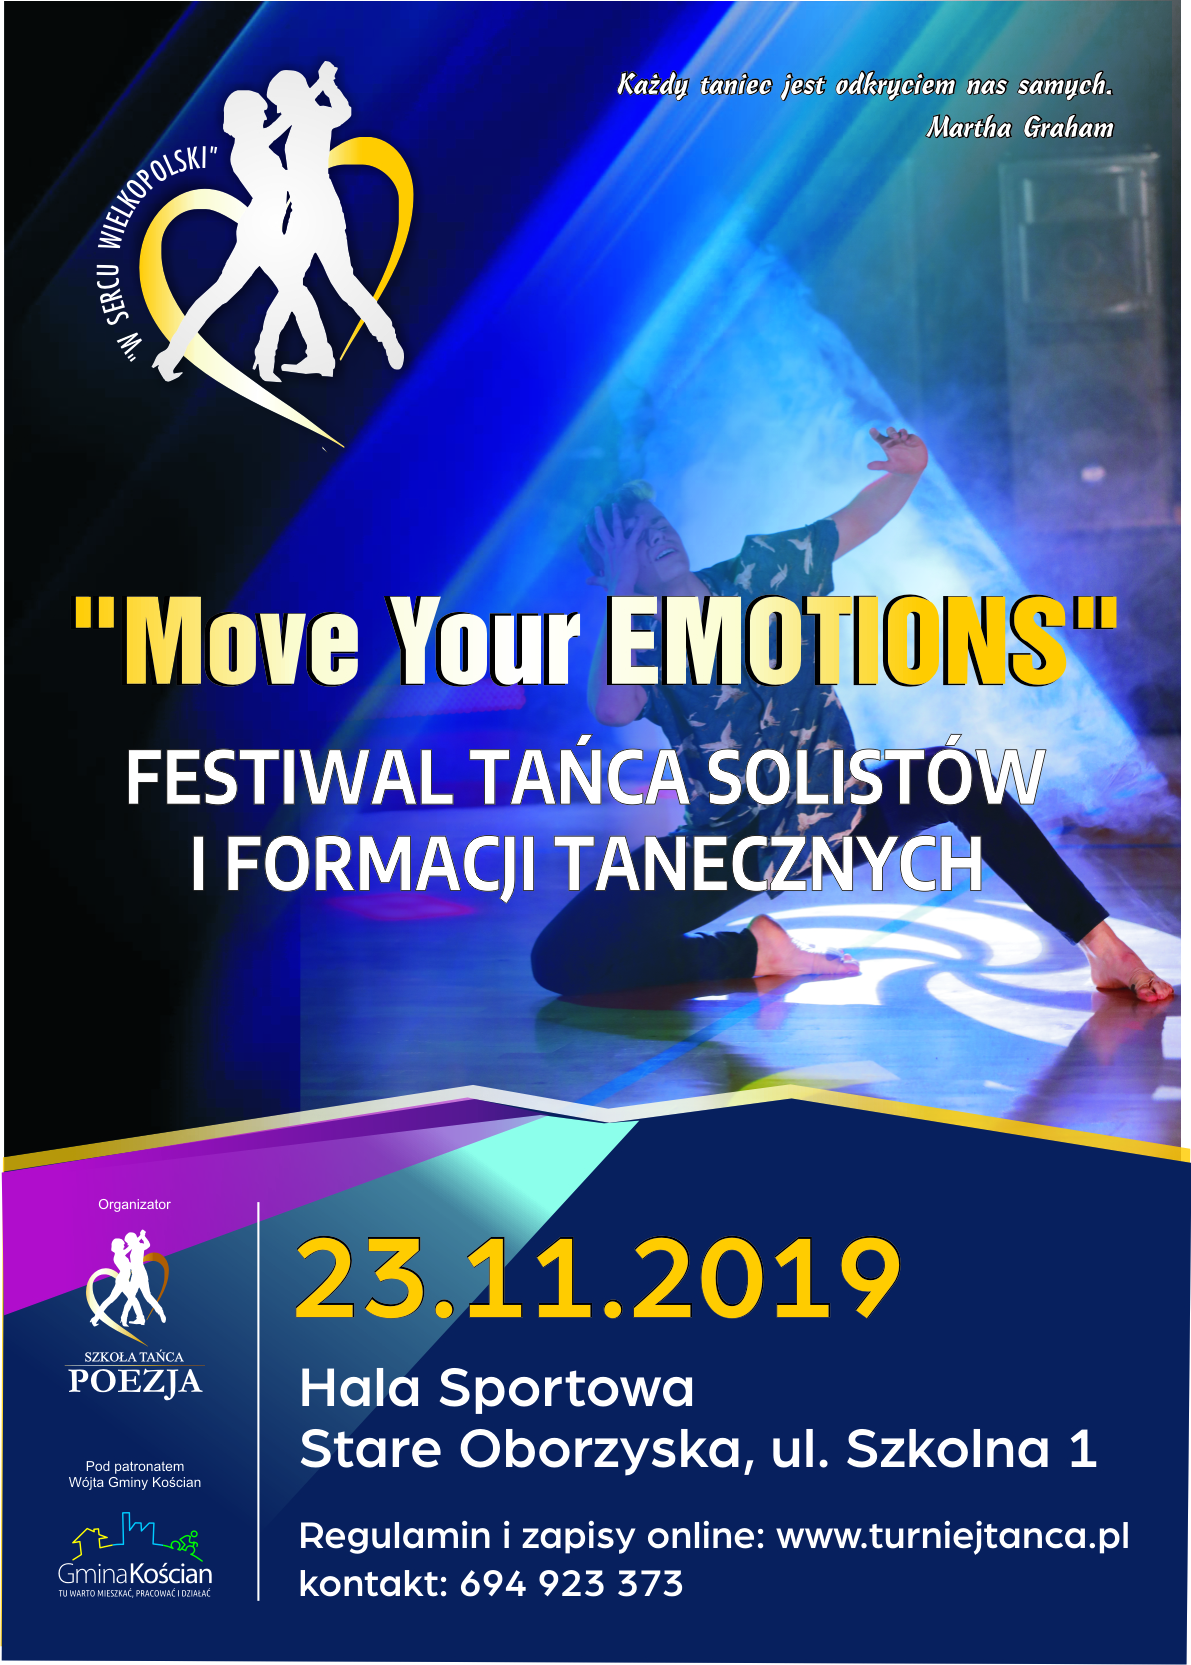 Każdy taniec jest odkryciem nas samych.
Martha Graham
"W SERCU WIELKOPOLSKI"
"Move Your EMOTIONS"
FESTIWAL TAŃCA SOLISTÓW
I FORMACJI TANECZNYCH
Organizator
SZKOŁA TAŃCA
POEZJA
Pod patronatem
Wójta Gminy Kościan
GminaKościan
TU WARTO MIESZKAĆ, PRACOWAĆ I DZIAŁAĆ
23.11.2019
Hala Sportowa
Stare Oborzyska, ul. Szkolna 1
Regulamin i zapisy online: www.turniejtanca.pl
kontakt: 694 923 373